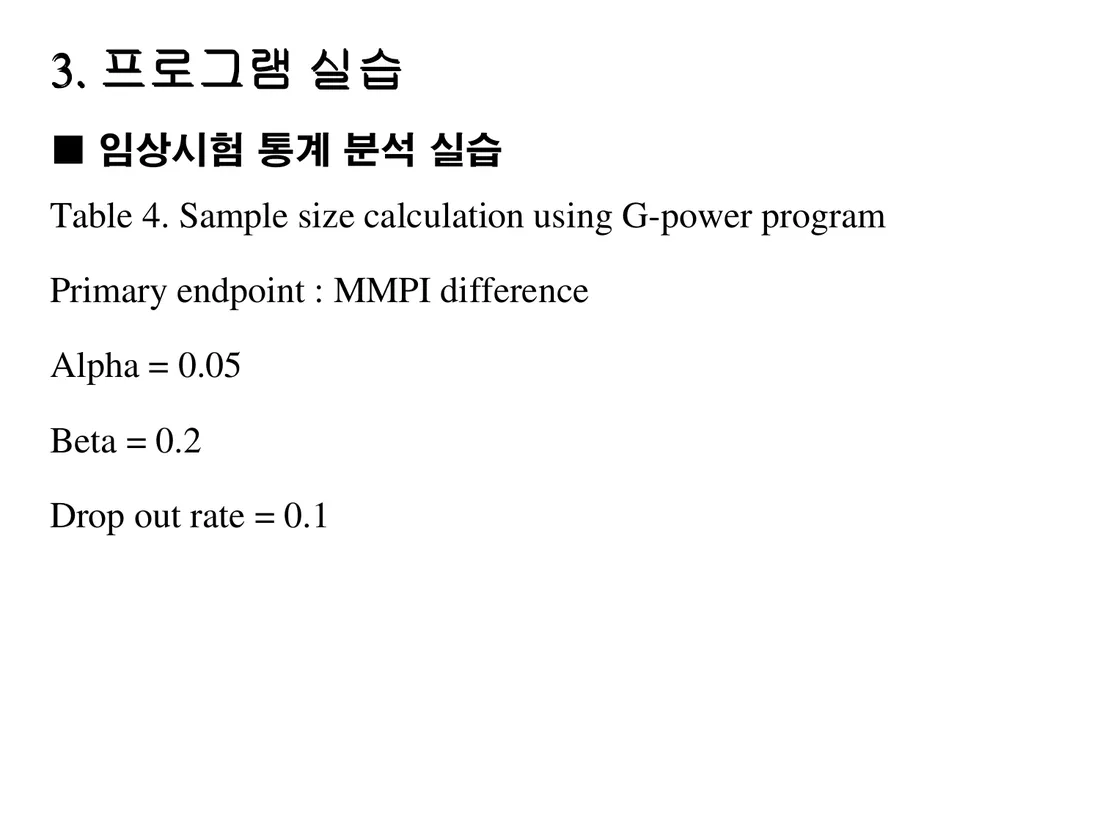 3. 프로그램 실습
■ 임상시험 통계 분석 실습
Table 4. Sample size calculation using G-power program
Primary endpoint : MMPI difference
Alpha = 0.05
Beta = 0.2
Drop out rate = 0.1